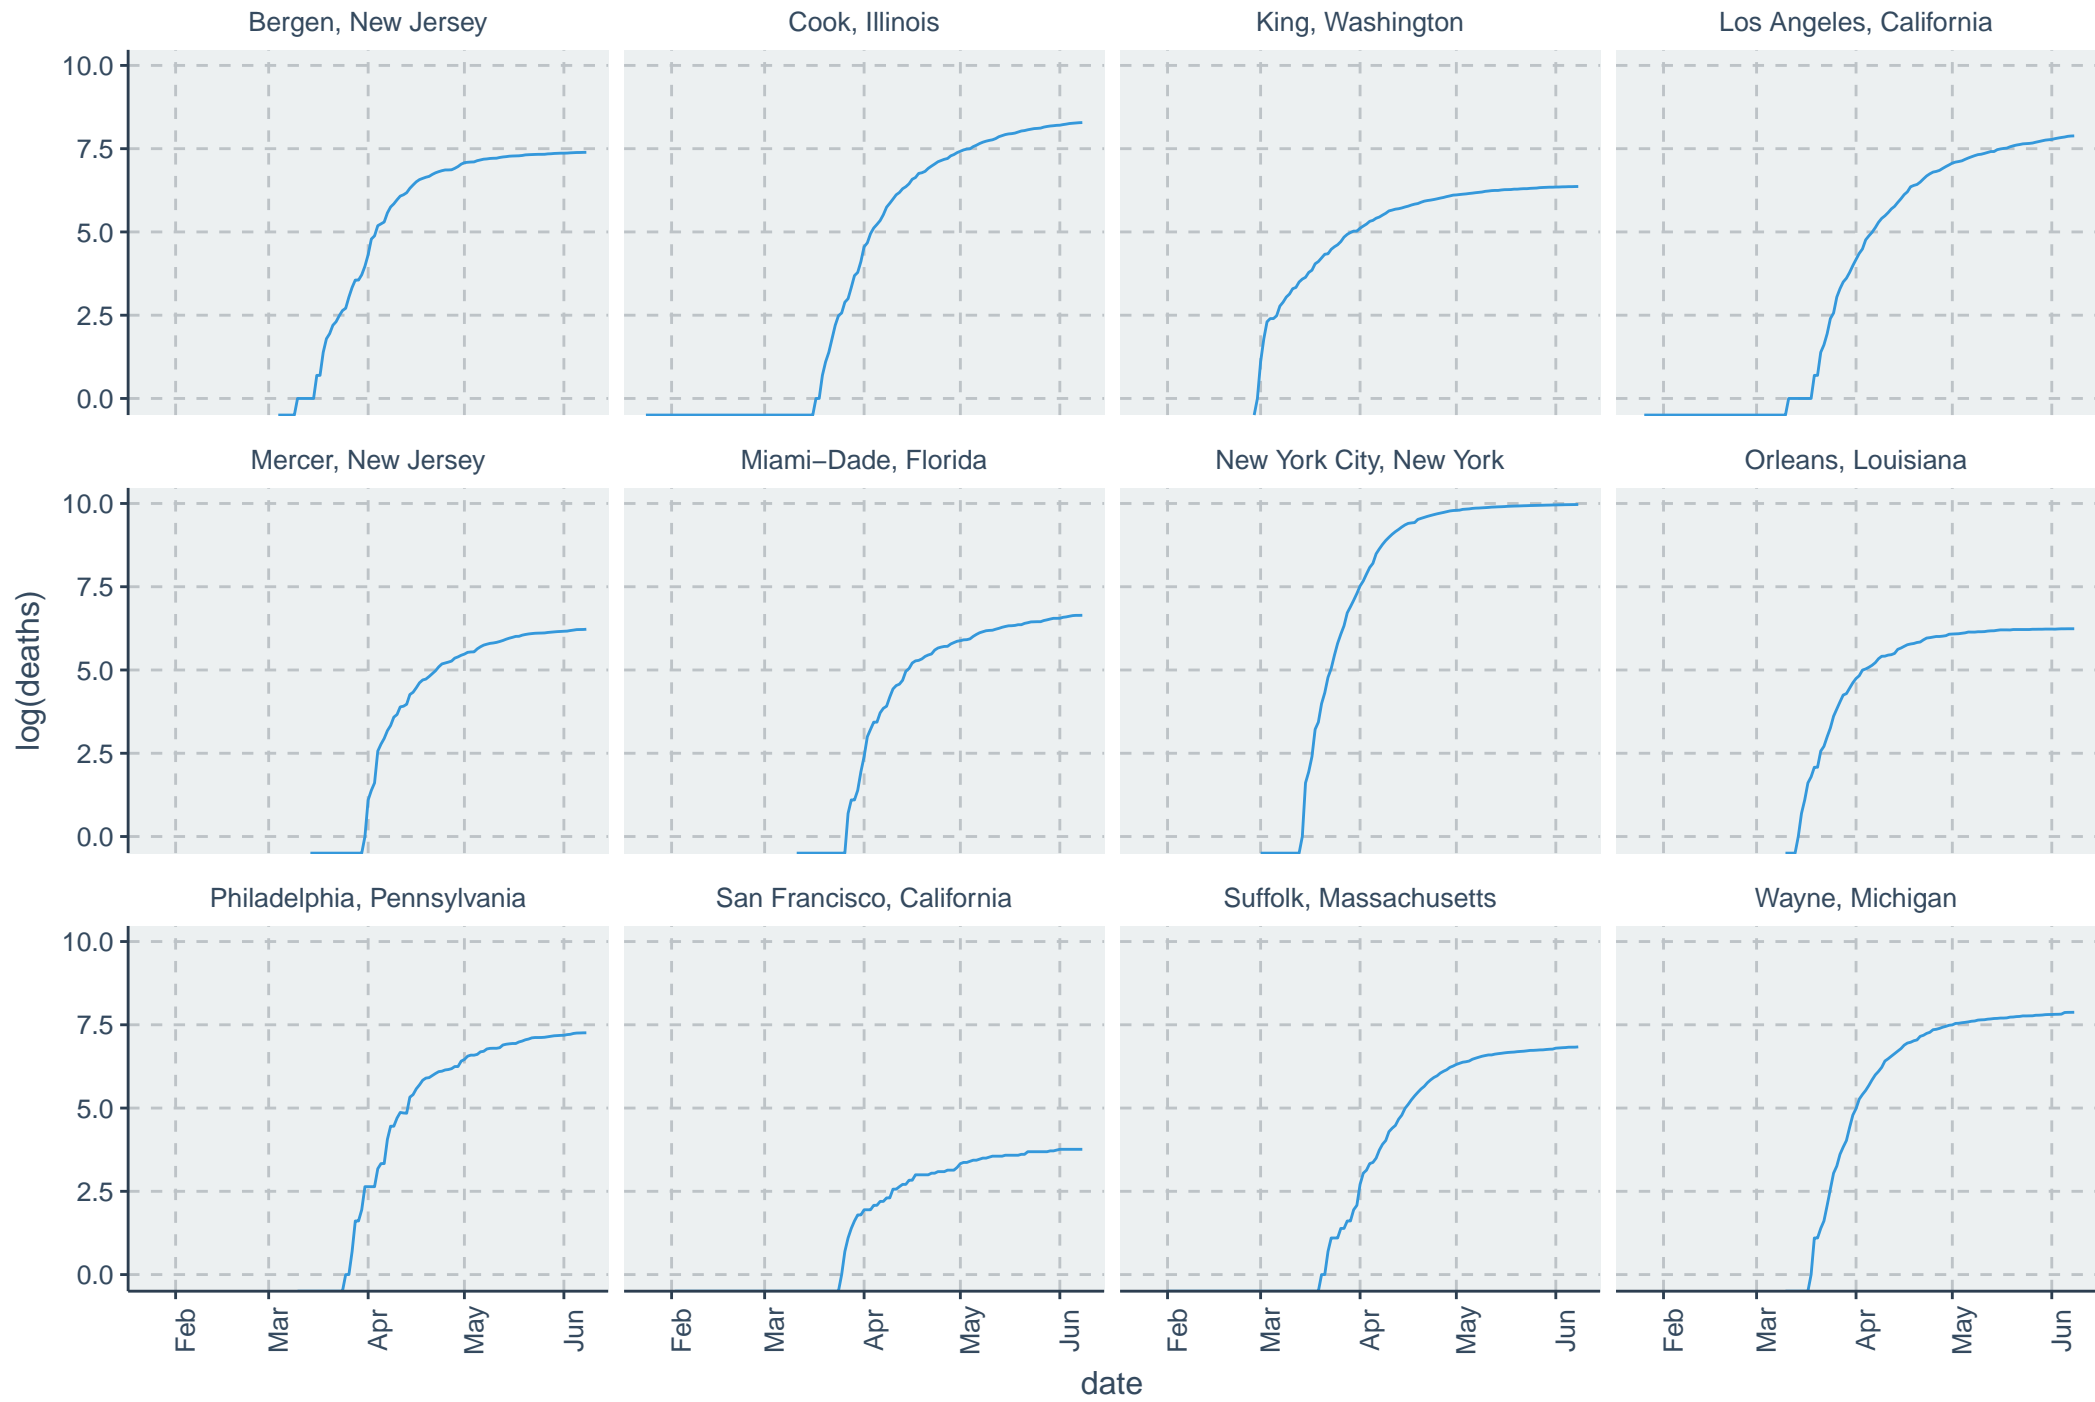 Bergen, New Jersey
Cook, Illinois
King, Washington
Los Angeles, California
10.0
7.5
5.0
2.5
0.0
Mercer, New Jersey
Miami−Dade, Florida
New York City, New York
Orleans, Louisiana
10.0
7.5
5.0
2.5
0.0
log(deaths)
Philadelphia, Pennsylvania
San Francisco, California
Suffolk, Massachusetts
Wayne, Michigan
10.0
7.5
5.0
2.5
0.0
Feb
Mar
Apr
May
Jun
Feb
Mar
Apr
May
Jun
Feb
Mar
Apr
May
Jun
Feb
Mar
Apr
May
Jun
date